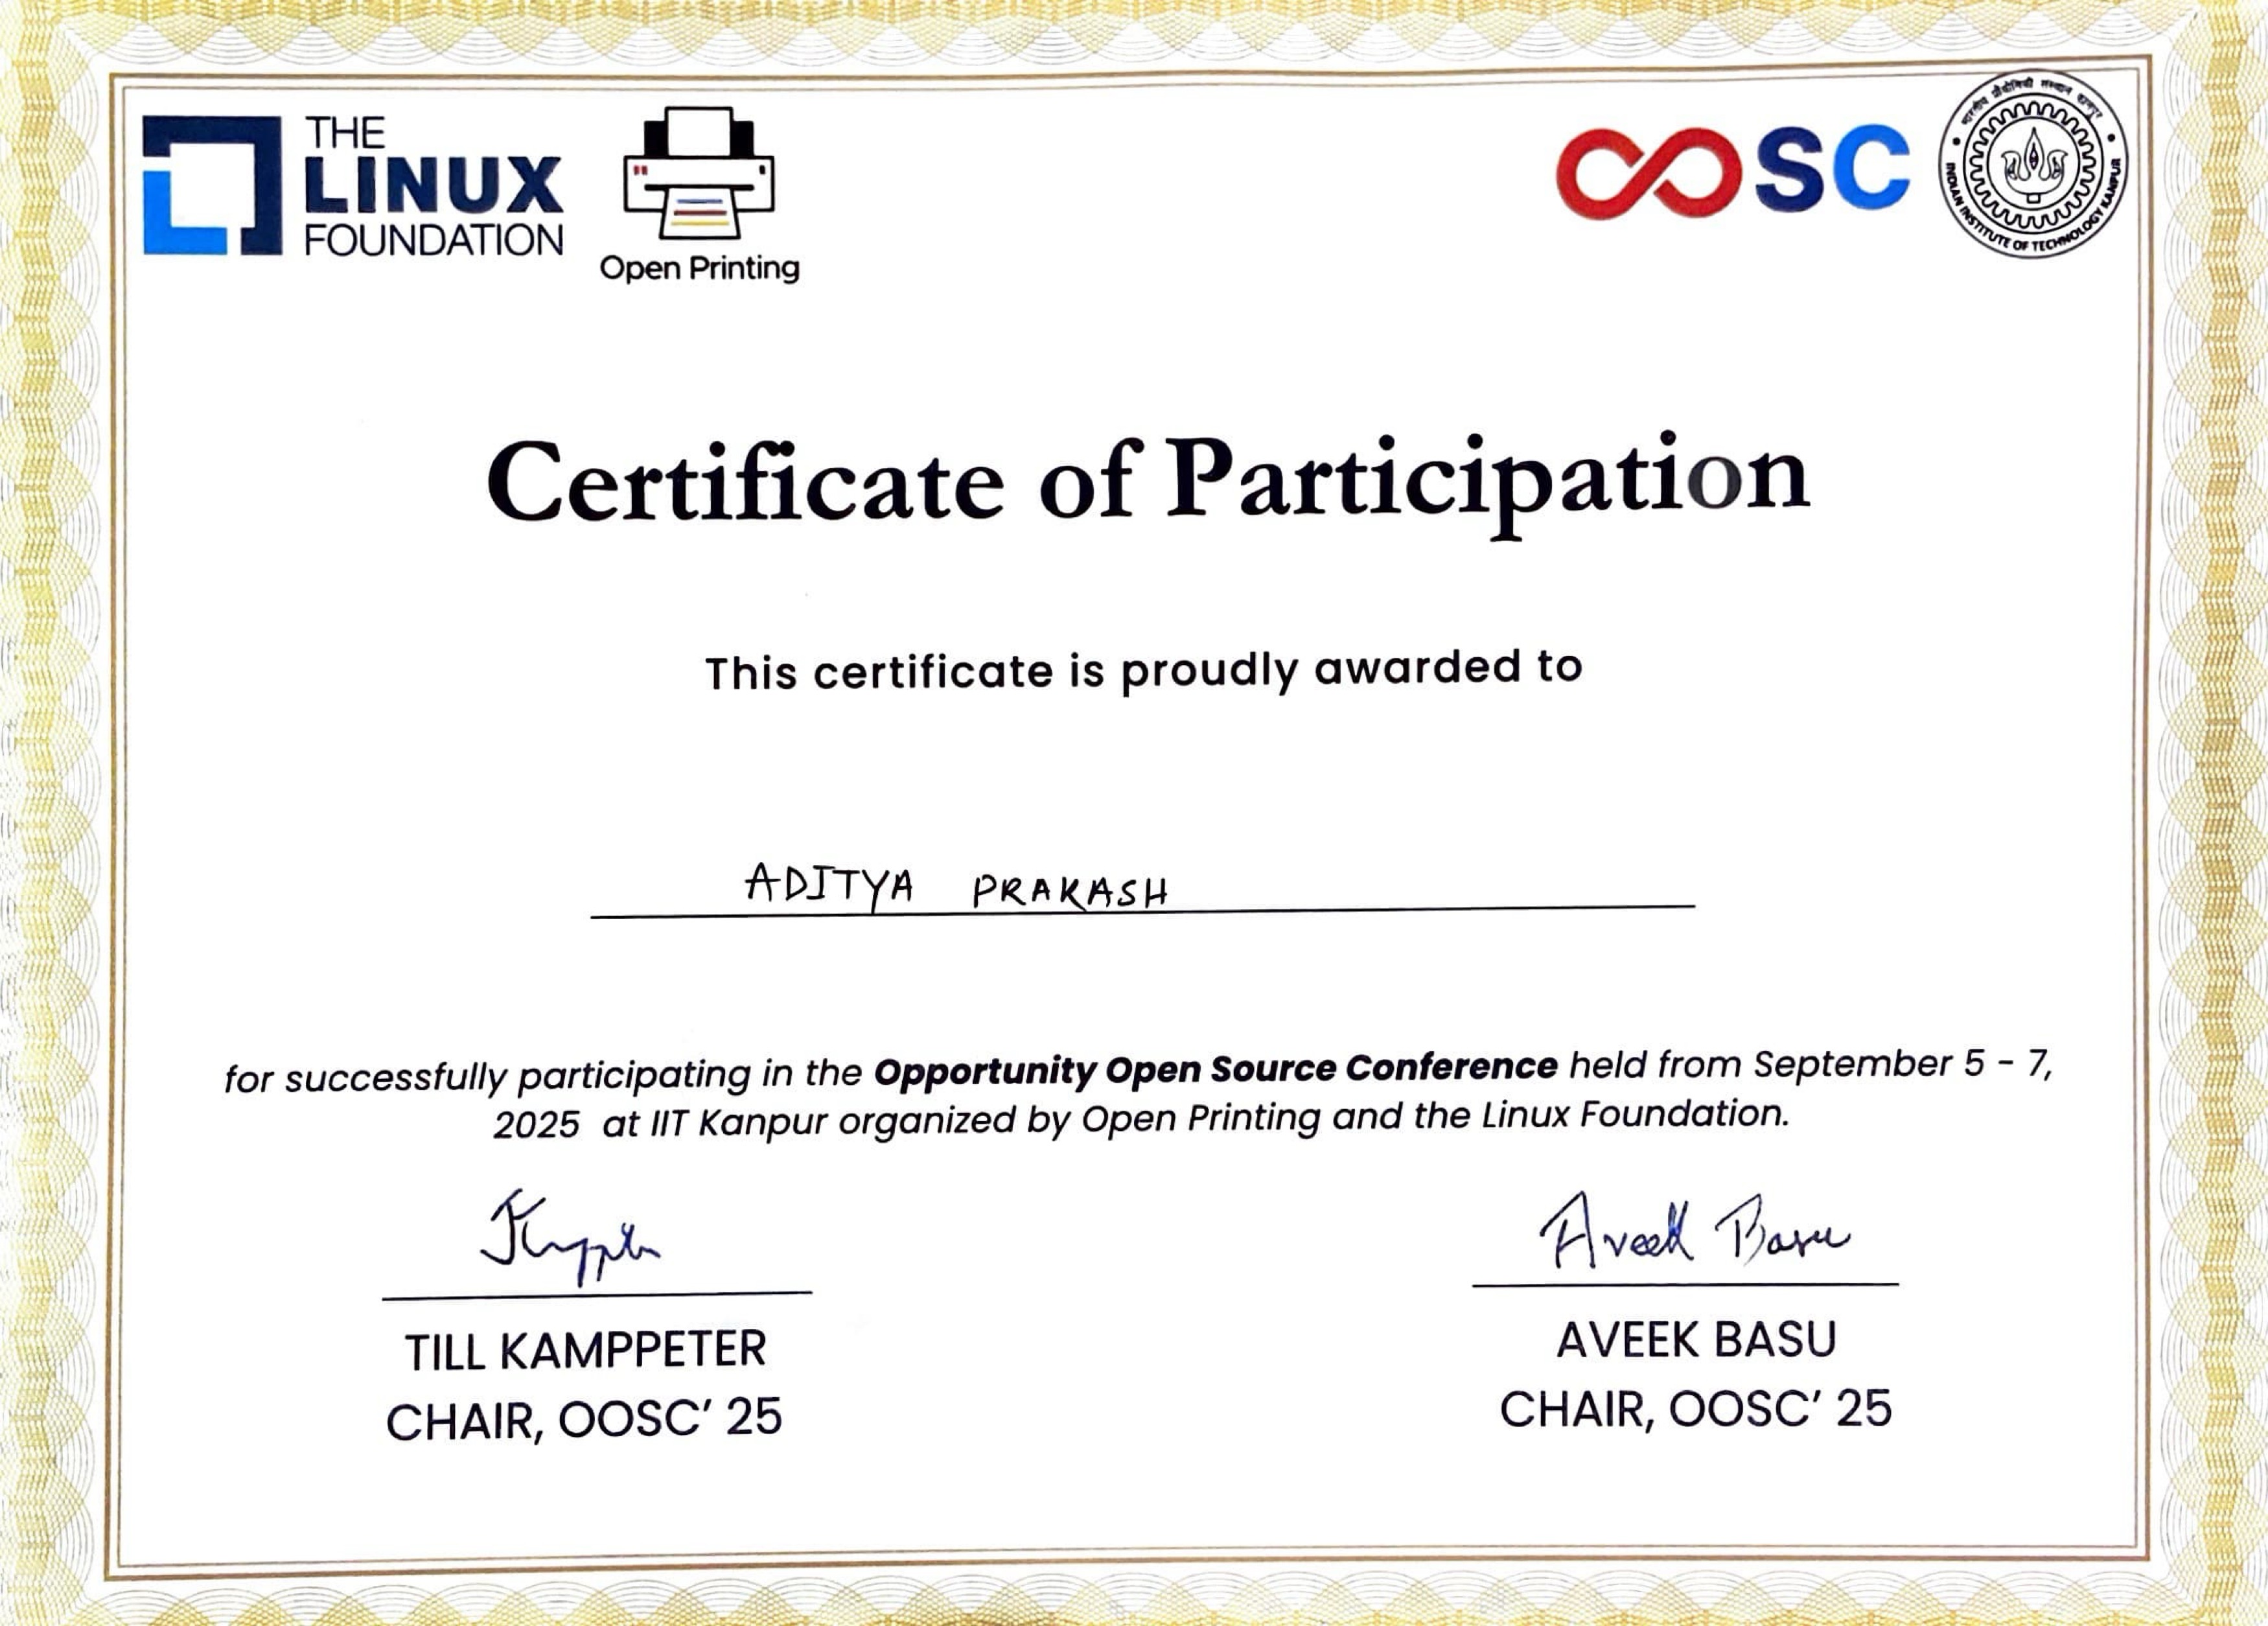 THE
LINUX
FOUNDATION
Open Printing
OOSC
भारतीय प्रौद्योगिकी संस्थान कानपुर
INDIAN INSTITUTE OF TECHNOLOGY KANPUR
Certificate of Participation
This certificate is proudly awarded to
ADITYA PRAKASH
for successfully participating in the Opportunity Open Source Conference held from September 5 - 7,
2025 at IIT Kanpur organized by Open Printing and the Linux Foundation.
Aveek Basu
TILL KAMPPETER
CHAIR, OOSC' 25
AVEEK BASU
CHAIR, OOSC' 25